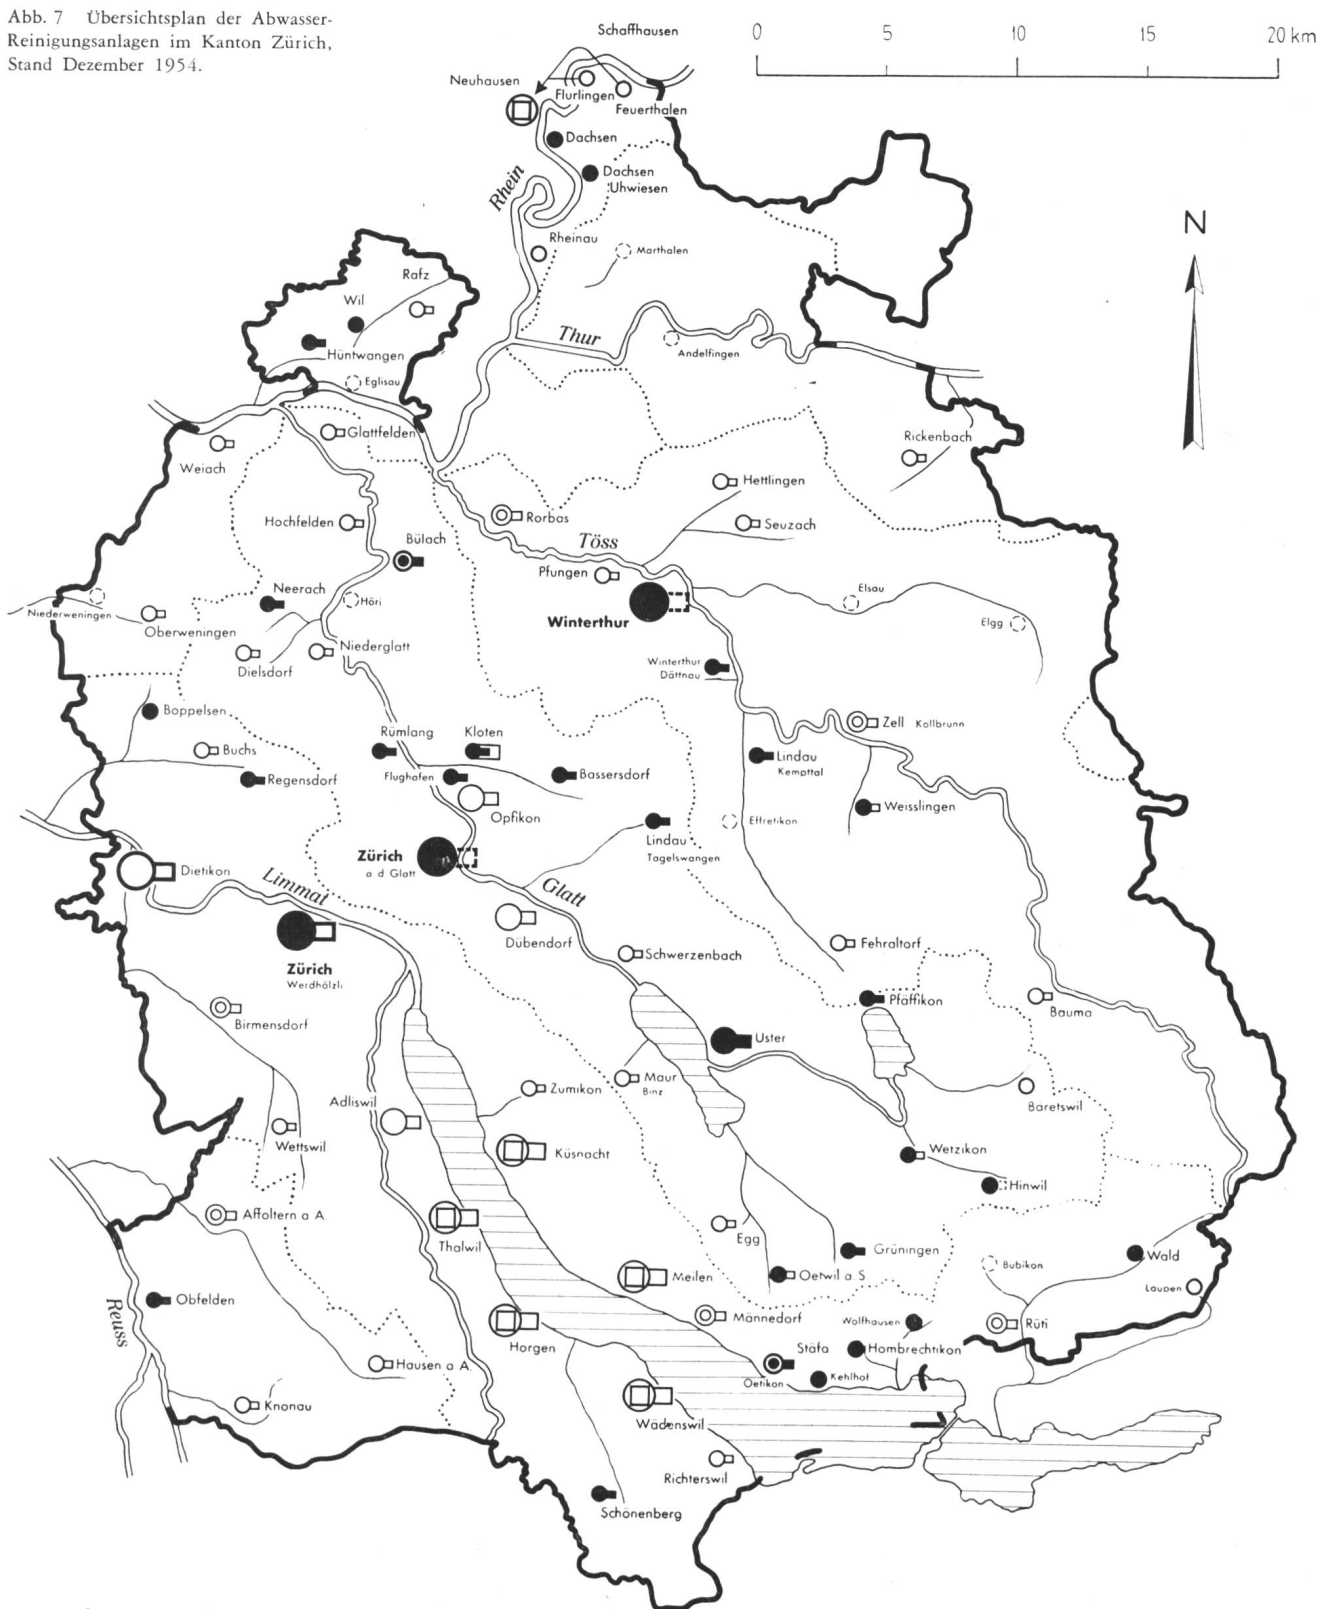 Abb. 7 Übersichtsplan der Abwasser-
Reinigungsanlagen im Kanton Zürich,
Stand Dezember 1954.
Schaffhausen
0 5 10 15 20 km
Neuhausen
Flurlingen
Feuerthalen
Dachsen
Dachsen
Uhwiesen
Rhein
N
Rheinau
Marthalen
Rafz
Wil
Hüntwangen
Thur
Andelfingen
Eglisau
Glattfelden
Weiach
Rickenbach
Hettlingen
Hochfelden
Rorbas
Seuzach
Bülach
Töss
Pfungen
Neerach
Höri
Elsau
Niederweningen
Oberweningen
Winterthur
Elgg
Niederglatt
Dielsdorf
Winterthur
Dättnau
Boppelsen
Zell Kollbrunn
Rümlang
Kloten
Buchs
Lindau
Kempttal
Regensdorf
Flughafen
Bassersdorf
Weisslingen
Opfikon
Effretikon
Lindau
Tagelswangen
Zürich
a d Glatt
Dietikon
Limmat
Glatt
Dübendorf
Fehraltorf
Schwerzenbach
Zürich
Werdhölzli
Pfäffikon
Bauma
Birmensdorf
Uster
Maur
Binz
Zumikon
Adliswil
Bäretswil
Wettswil
Küsnacht
Wetzikon
Hinwil
Affoltern a A.
Thalwil
Egg
Grüningen
Wald
Bubikon
Meilen
Oetwil a.S.
Laupen
Obfelden
Reuss
Männedorf
Wolfhausen
Rüti
Horgen
Stäfa
Hombrechtikon
Hausen a A.
Oetikon
Kehlhof
Knonau
Wädenswil
Richterswil
Schönenberg